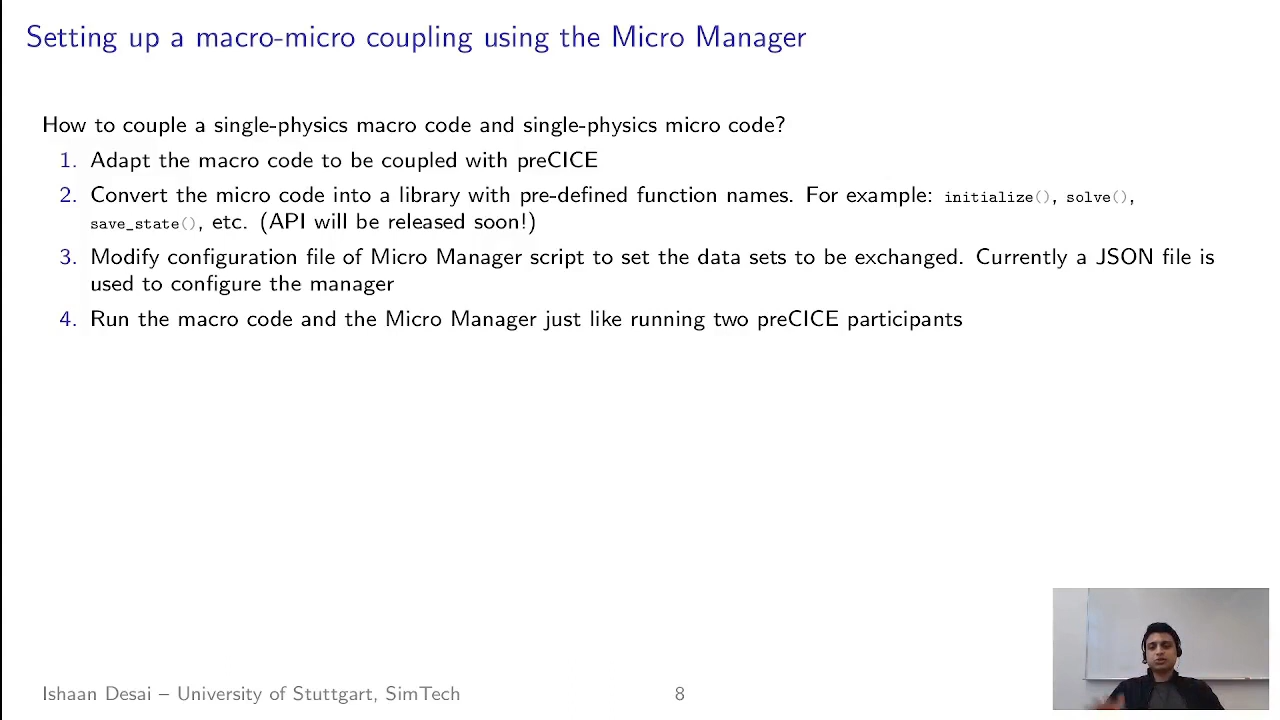 Setting up a macro-micro coupling using the Micro Manager
How to couple a single-physics macro code and single-physics micro code?
1. Adapt the macro code to be coupled with preCICE
2. Convert the micro code into a library with pre-defined function names. For example: initialize(), solve(),
save_state(), etc. (API will be released soon!)
3. Modify configuration file of Micro Manager script to set the data sets to be exchanged. Currently a JSON file is
used to configure the manager
4. Run the macro code and the Micro Manager just like running two preCICE participants
Ishaan Desai – University of Stuttgart, SimTech
8